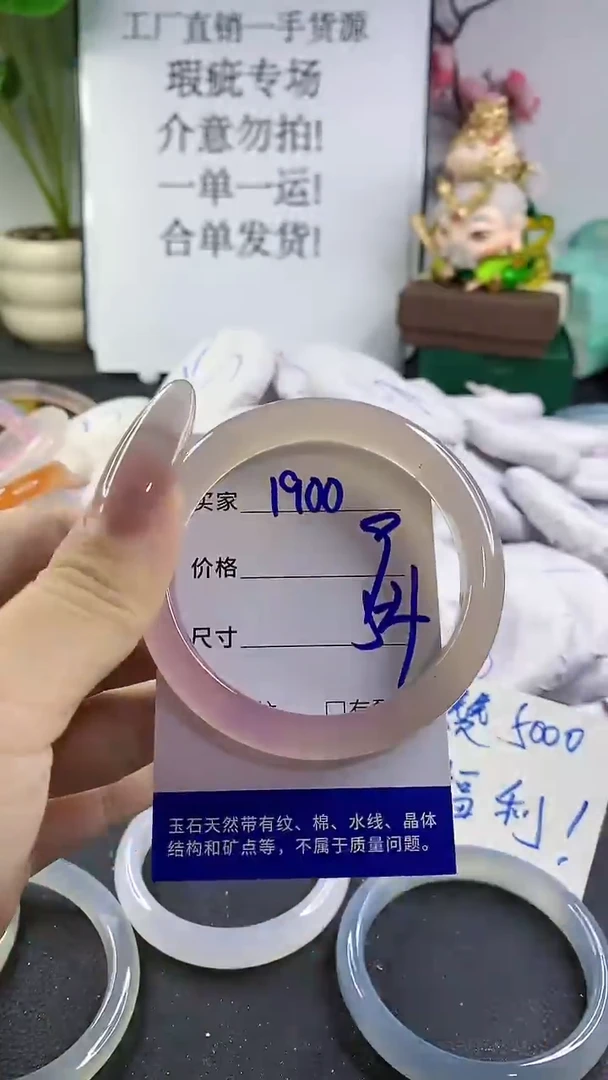 工厂直销一手货源
瑕疵专场
介意勿拍!
一单一运!
合单发货!
买家 1900
价格
尺寸 54
赞 5000
福利!
玉石天然带有纹、棉、水线、晶体
结构和矿点等，不属于质量问题。